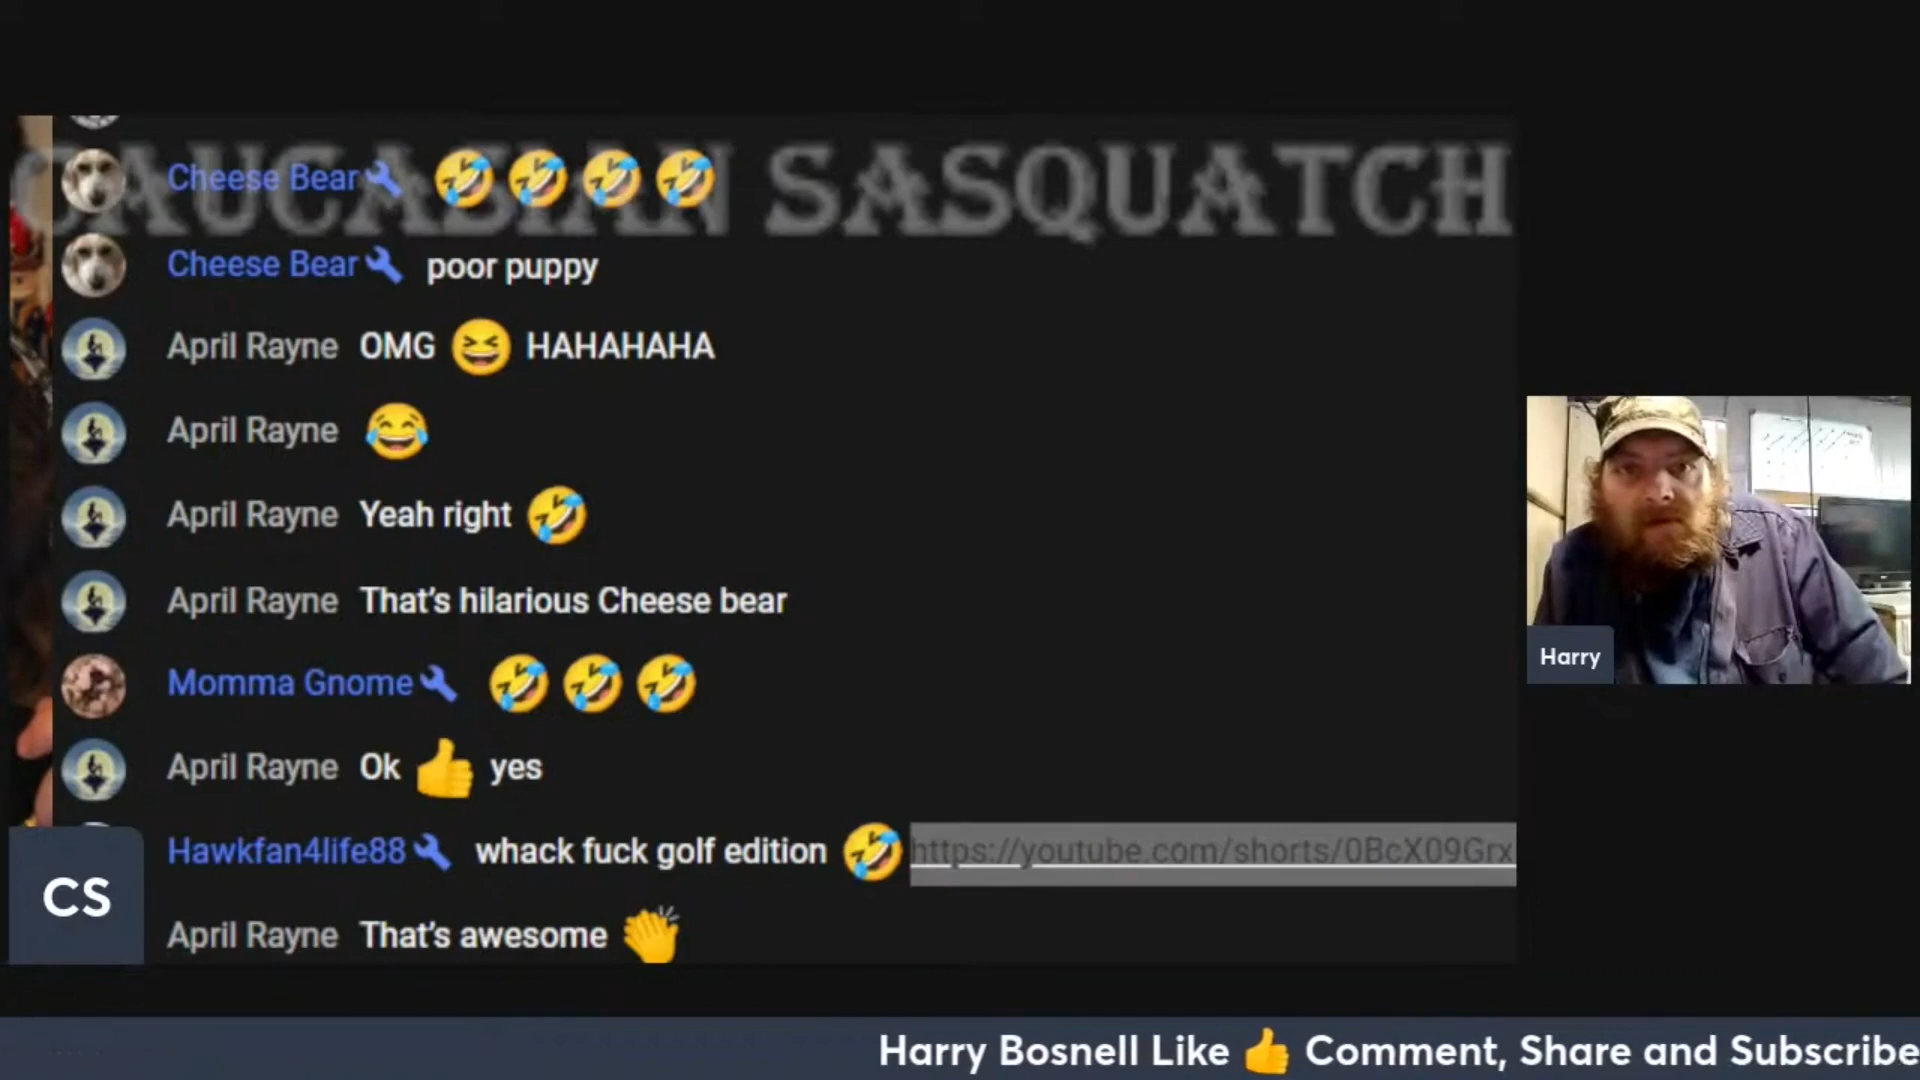 CAUCASIAN SASQUATCH
Cheese Bear 🤣 🤣 🤣 🤣
Cheese Bear poor puppy
April Rayne OMG 😆 HAHAHAHA
April Rayne 😂
April Rayne Yeah right 🤣
April Rayne That's hilarious Cheese bear
Momma Gnome 🤣 🤣 🤣
April Rayne Ok 👍 yes
Hawkfan4life88 whack fuck golf edition 🤣 https://youtube.com/shorts/0BcX09Grx
April Rayne That's awesome 👏
CS
Harry
Harry Bosnell Like 👍 Comment, Share and Subscribe